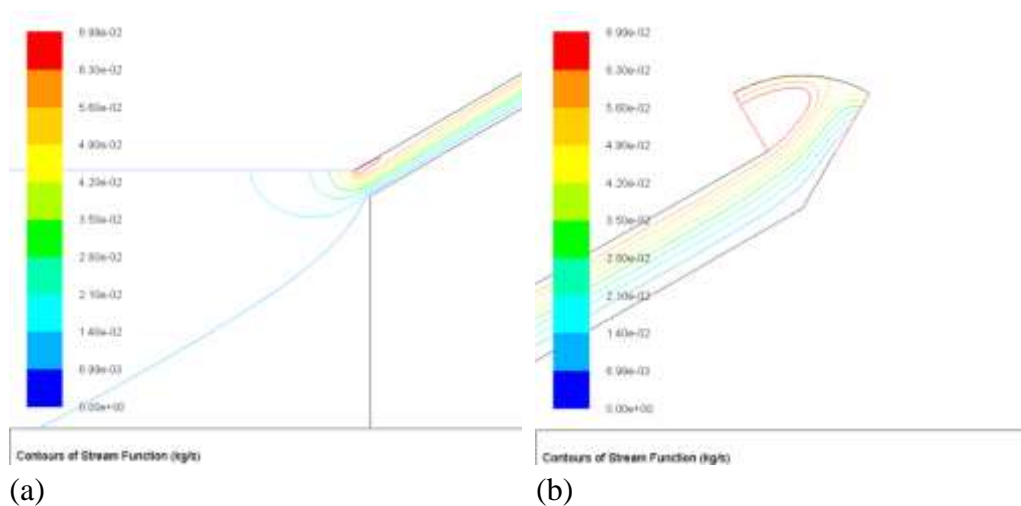 6.99e-02
6.30e-02
5.60e-02
4.90e-02
4.20e-02
3.50e-02
2.80e-02
2.10e-02
1.40e-02
6.99e-03
0.00e+00
Contours of Stream Function (kg/s)
(a)
6.99e-02
6.30e-02
5.60e-02
4.90e-02
4.20e-02
3.50e-02
2.80e-02
2.10e-02
1.40e-02
6.99e-03
0.00e+00
Contours of Stream Function (kg/s)
(b)